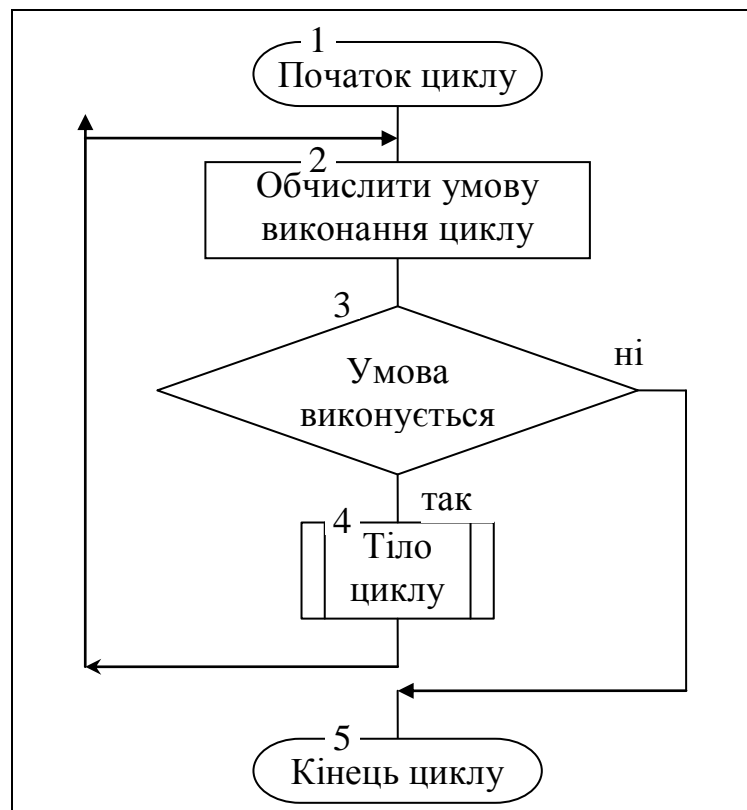 1
Початок циклу
2
Обчислити умову
виконання циклу
3
ні
Умова
виконується
так
4
Тіло
циклу
5
Кінець циклу